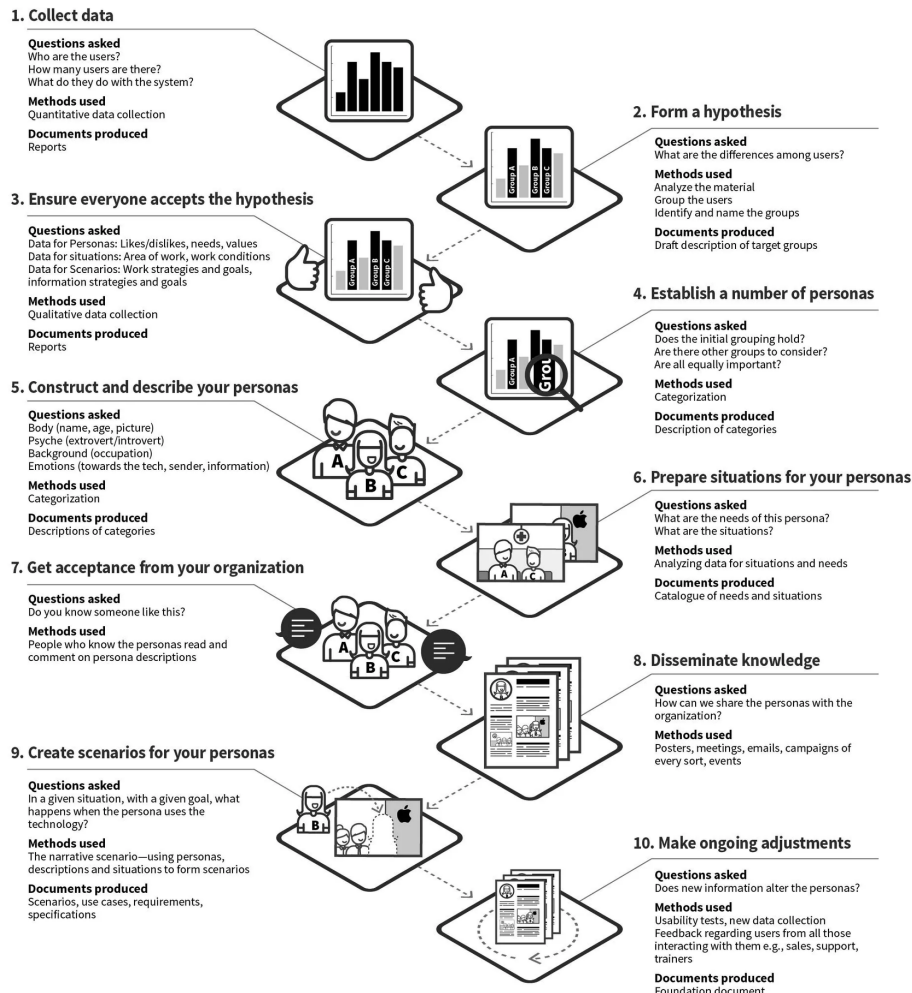 1. Collect data
Questions asked
Who are the users?
How many users are there?
What do they do with the system?
Methods used
Quantitative data collection
Documents produced
Reports
2. Form a hypothesis
Questions asked
What are the differences among users?
Methods used
Analyze the material
Group the users
Identify and name the groups
Documents produced
Draft description of target groups
Group A
Group B
Group C
3. Ensure everyone accepts the hypothesis
Questions asked
Data for Personas: Likes/dislikes, needs, values
Data for situations: Area of work, work conditions
Data for Scenarios: Work strategies and goals,
information strategies and goals
Methods used
Qualitative data collection
Documents produced
Reports
Group A
Group B
Group C
4. Establish a number of personas
Questions asked
Does the initial grouping hold?
Are there other groups to consider?
Are all equally important?
Methods used
Categorization
Documents produced
Description of categories
Group A
Grou
5. Construct and describe your personas
Questions asked
Body (name, age, picture)
Psyche (extrovert/introvert)
Background (occupation)
Emotions (towards the tech, sender, information)
Methods used
Categorization
Documents produced
Descriptions of categories
A
B
C
6. Prepare situations for your personas
Questions asked
What are the needs of this persona?
What are the situations?
Methods used
Analyzing data for situations and needs
Documents produced
Catalogue of needs and situations
A
C
7. Get acceptance from your organization
Questions asked
Do you know someone like this?
Methods used
People who know the personas read and
comment on persona descriptions
A
B
C
8. Disseminate knowledge
Questions asked
How can we share the personas with the
organization?
Methods used
Posters, meetings, emails, campaigns of
every sort, events
9. Create scenarios for your personas
Questions asked
In a given situation, with a given goal, what
happens when the persona uses the
technology?
Methods used
The narrative scenario—using personas,
descriptions and situations to form scenarios
Documents produced
Scenarios, use cases, requirements,
specifications
B
10. Make ongoing adjustments
Questions asked
Does new information alter the personas?
Methods used
Usability tests, new data collection
Feedback regarding users from all those
interacting with them e.g., sales, support,
trainers
Documents produced
Foundation document